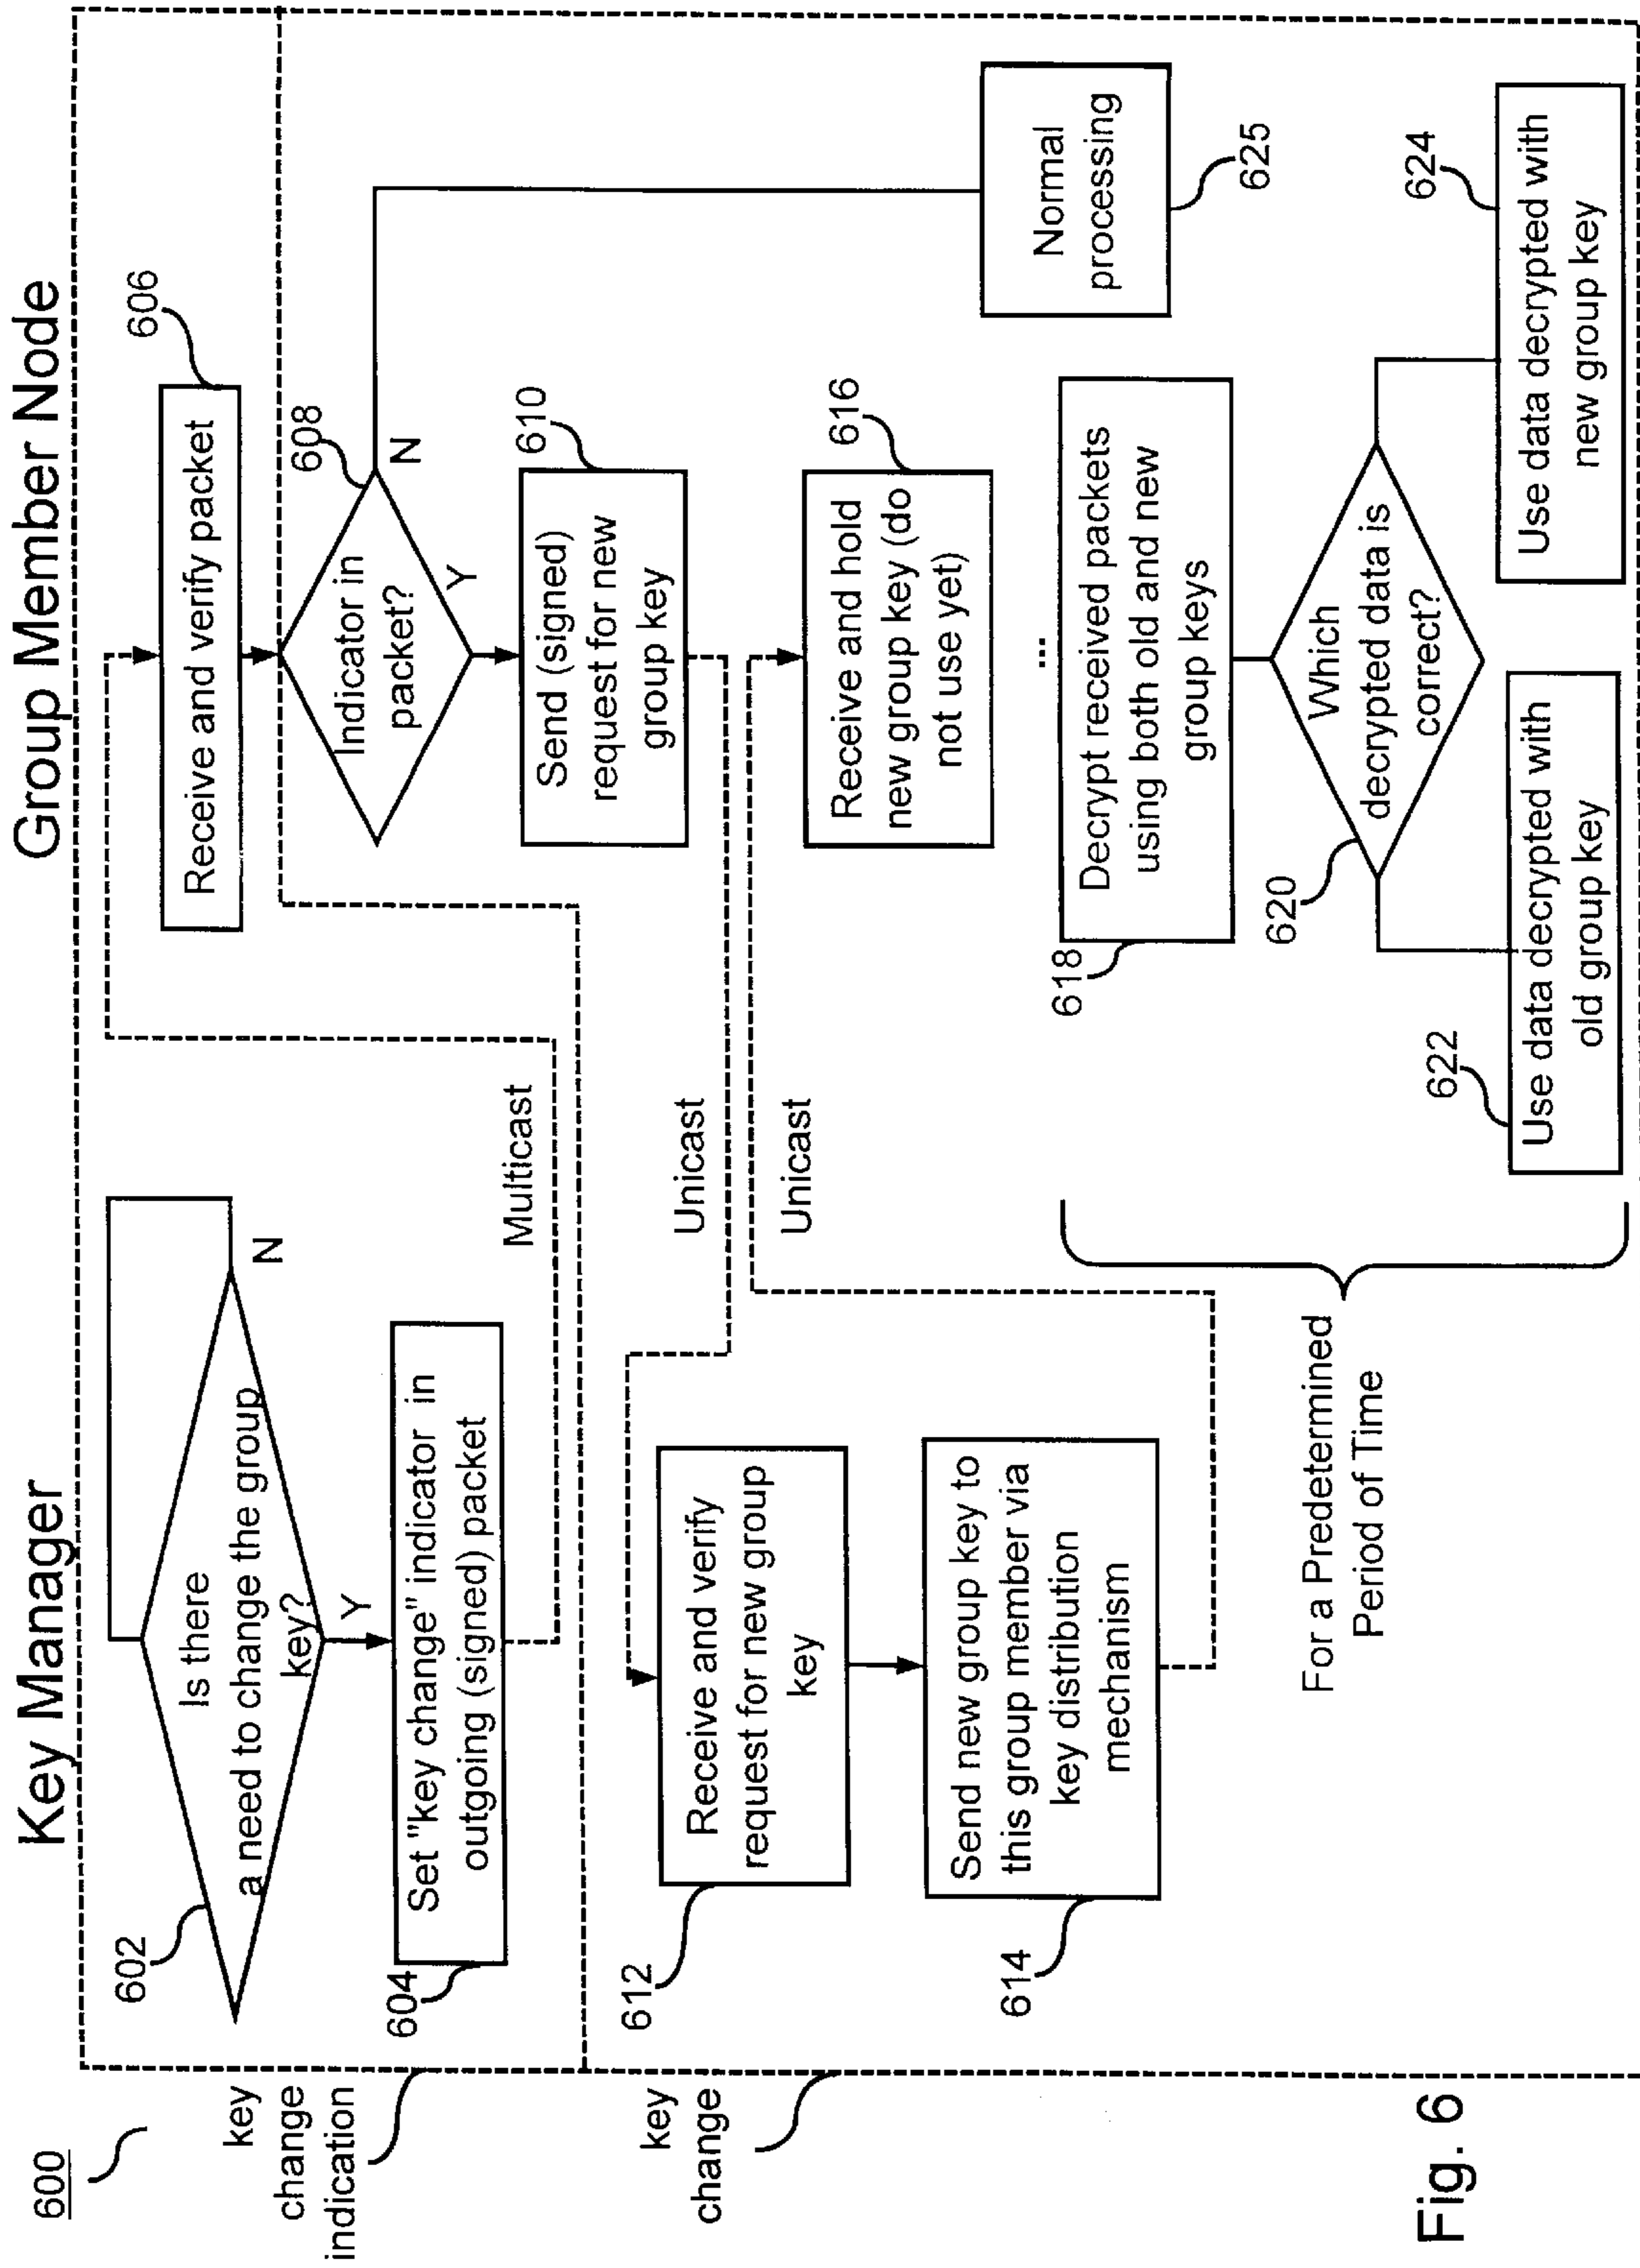 600
Key Manager
Group Member Node
key
change
indication
602
Is there
a need to change the group
key?
N
Y
604
Set "'key change" indicator in
outgoing (signed) packet
Multicast
606
Receive and verify packet
608
Indicator in
packet?
N
Y
610
Send (signed)
request for new
group key
key
change
Unicast
612
Receive and verify
request for new group
key
614
Send new group key to
this group member via
key distribution
mechanism
Unicast
616
Receive and hold
new group key (do
not use yet)
...
Normal
processing
625
618
Decrypt received packets
using both old and new
group keys
For a Predetermined
Period of Time
620
Which
decrypted data is
correct?
622
Use data decrypted with
old group key
624
Use data decrypted with
new group key
Fig. 6